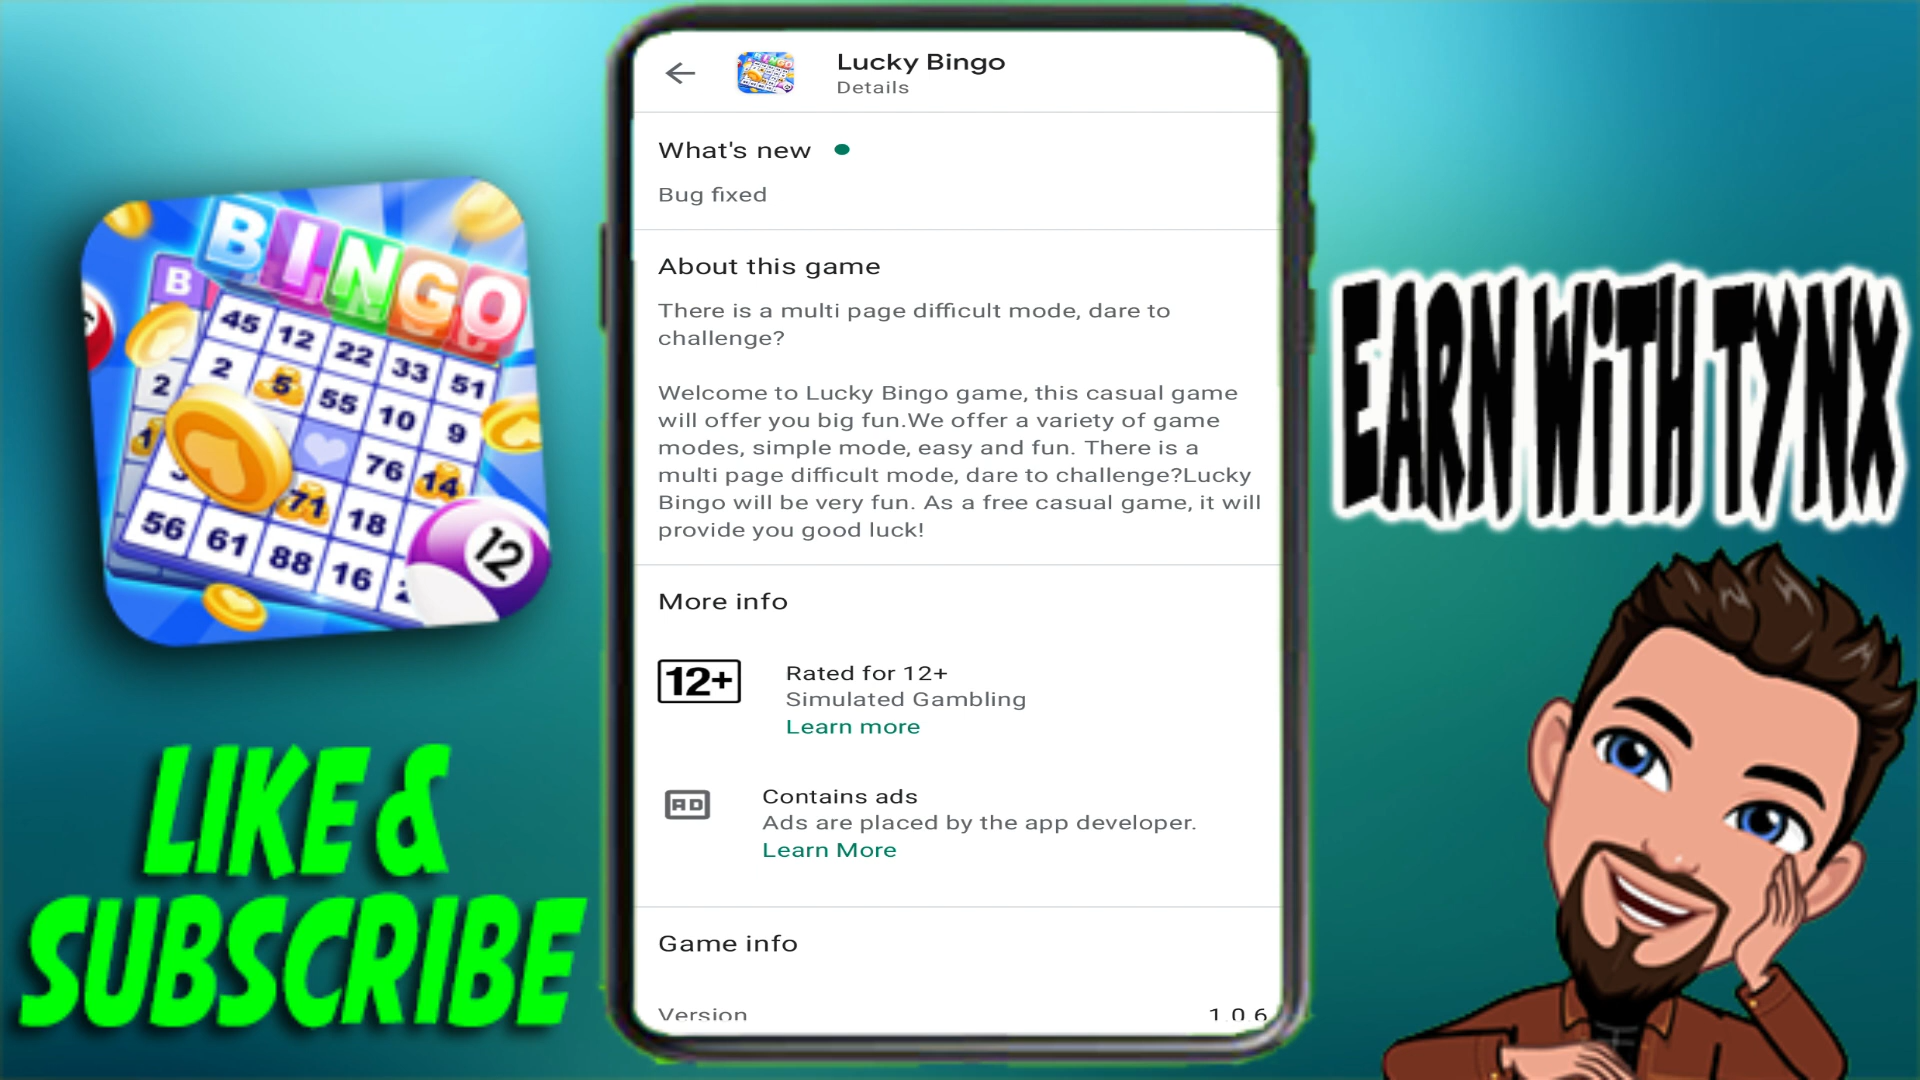 Lucky Bingo
Details
What's new
Bug fixed
About this game
There is a multi page difficult mode, dare to
challenge?
Welcome to Lucky Bingo game, this casual game
will offer you big fun.We offer a variety of game
modes, simple mode, easy and fun. There is a
multi page difficult mode, dare to challenge?Lucky
Bingo will be very fun. As a free casual game, it will
provide you good luck!
More info
12+
Rated for 12+
Simulated Gambling
Learn more
AD
Contains ads
Ads are placed by the app developer.
Learn More
Game info
Version 1.0.6
BINGO
B
45 12 22 33 51
2 2 5 55 10 9
1 76 14
71 18
56 61 88 16
12
LIKE &
SUBSCRIBE
EARN WiTH TYNX